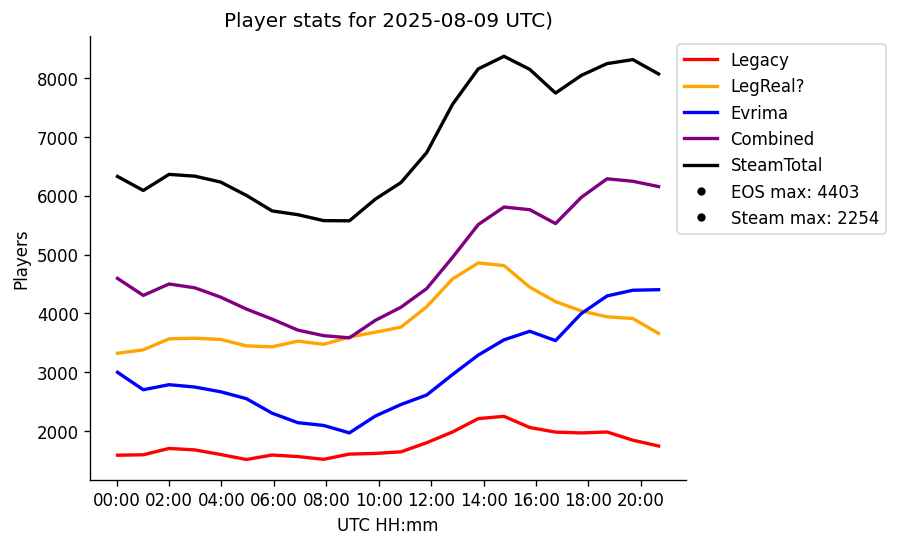 Player stats for 2025-08-09 UTC)
Legacy
LegReal?
Evrima
Combined
SteamTotal
EOS max: 4403
Steam max: 2254
Players
8000
7000
6000
5000
4000
3000
2000
00:00 02:00 04:00 06:00 08:00 10:00 12:00 14:00 16:00 18:00 20:00
UTC HH:mm